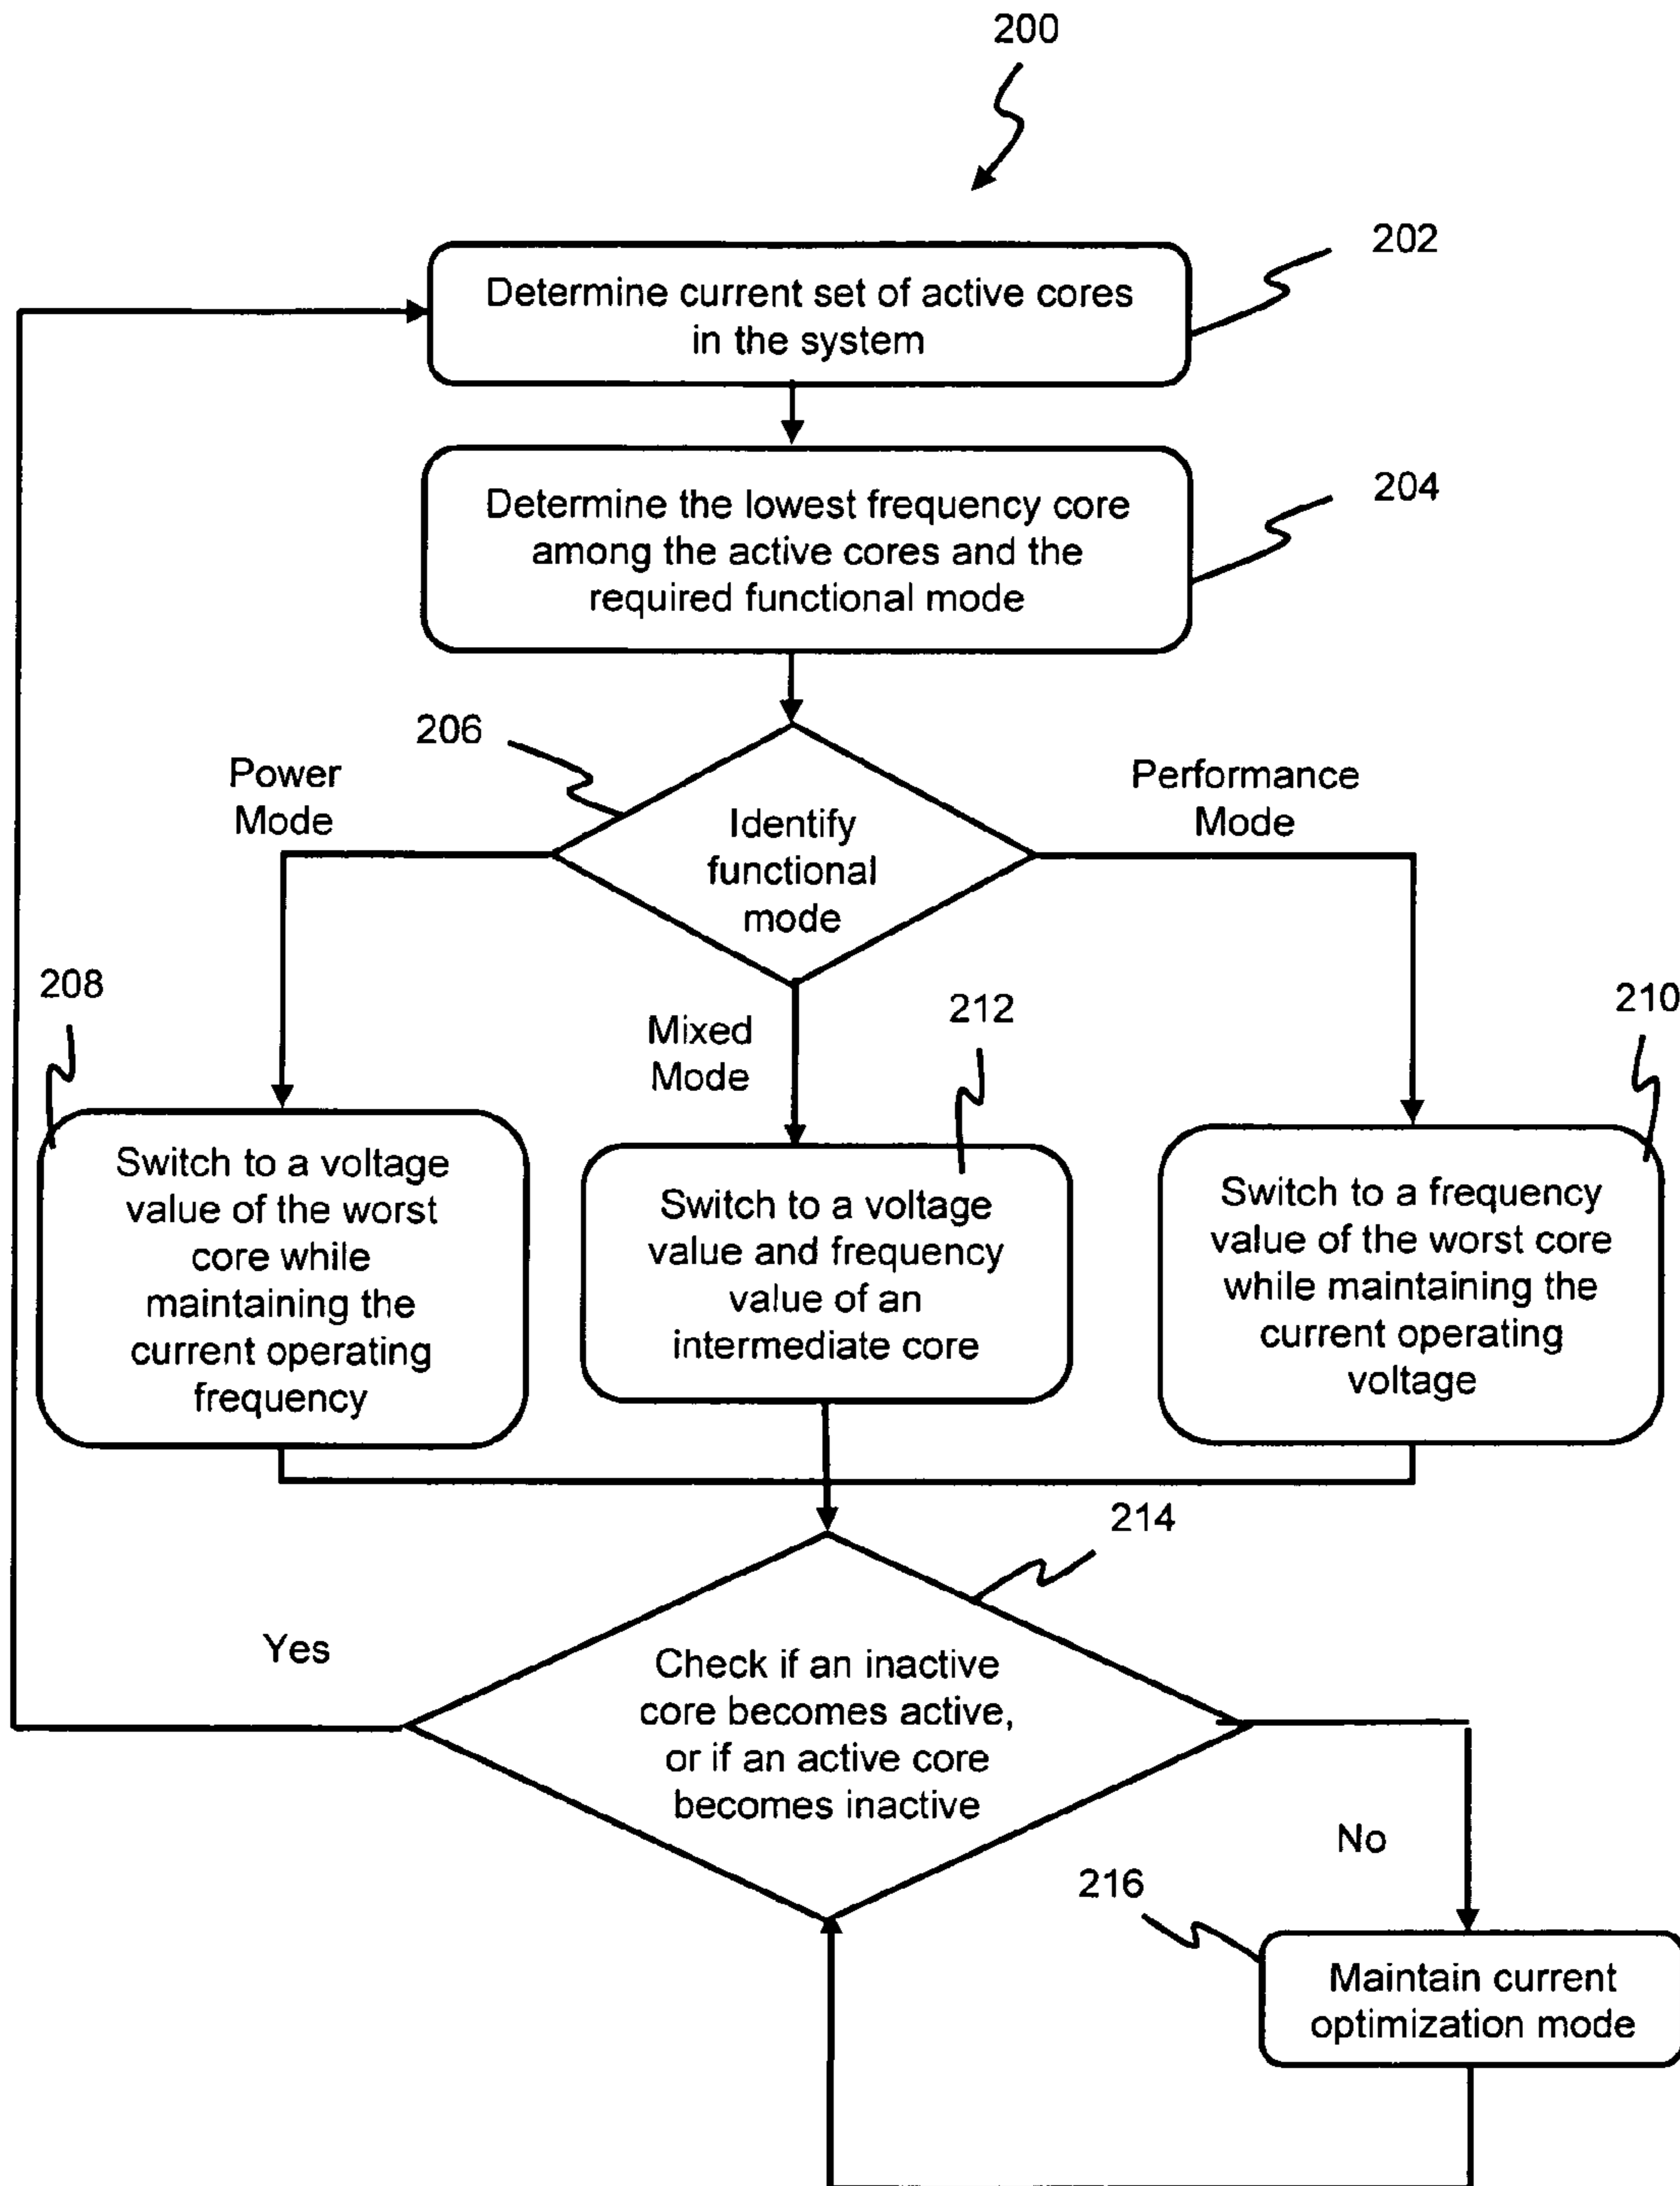 200
202
Determine current set of active cores
in the system
204
Determine the lowest frequency core
among the active cores and the
required functional mode
206
Power
Mode
Performance
Mode
Identify
functional
mode
208
212
210
Mixed
Mode
Switch to a voltage
value of the worst
core while
maintaining the
current operating
frequency
Switch to a voltage
value and frequency
value of an
intermediate core
Switch to a frequency
value of the worst core
while maintaining the
current operating
voltage
214
Yes
Check if an inactive
core becomes active,
or if an active core
becomes inactive
No
216
Maintain current
optimization mode